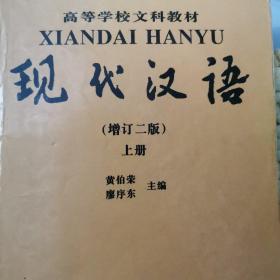 高等学校文科教材
XIANDAI HANYU
现代汉语
(增订二版)
上册
黄伯荣
廖序东 主编